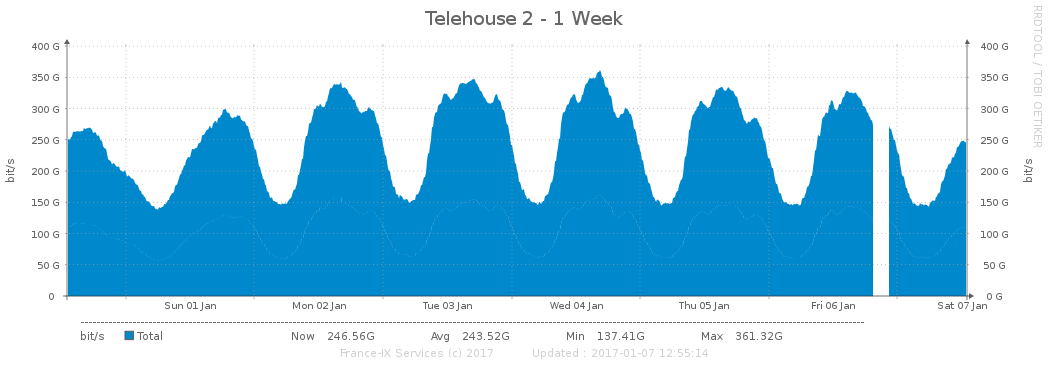 Telehouse 2 - 1 Week
RRDTOOL / TOBI OETIKER
400 G 400 G
350 G 350 G
300 G 300 G
250 G 250 G
200 G 200 G
150 G 150 G
100 G 100 G
50 G 50 G
0 0 G
bit/s bit/s
Sun 01 Jan Mon 02 Jan Tue 03 Jan Wed 04 Jan Thu 05 Jan Fri 06 Jan Sat 07 Jan
bit/s Total Now 246.56G Avg 243.52G Min 137.41G Max 361.32G
France-IX Services (c) 2017 Updated : 2017-01-07 12:55:14